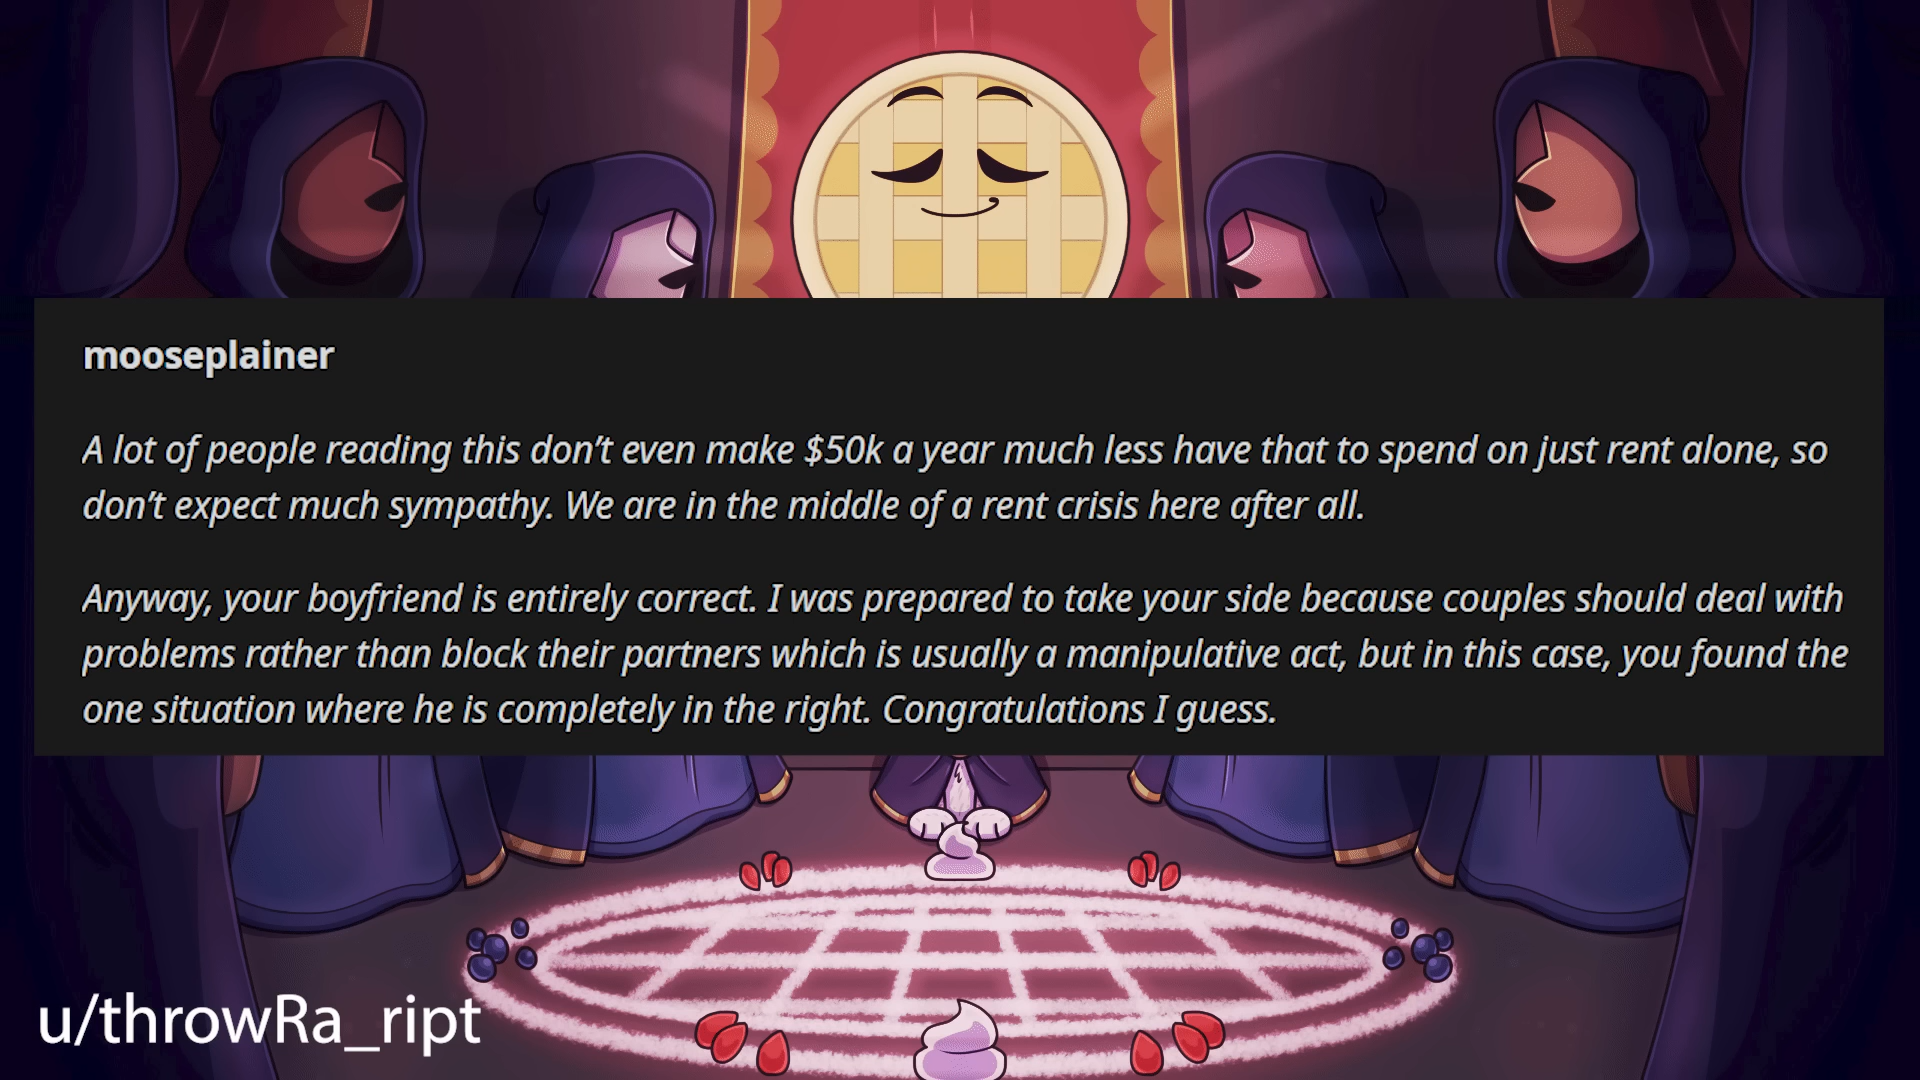 mooseplainer
A lot of people reading this don’t even make $50k a year much less have that to spend on just rent alone, so
don’t expect much sympathy. We are in the middle of a rent crisis here after all.
Anyway, your boyfriend is entirely correct. I was prepared to take your side because couples should deal with
problems rather than block their partners which is usually a manipulative act, but in this case, you found the
one situation where he is completely in the right. Congratulations I guess.
u/throwRa_ript